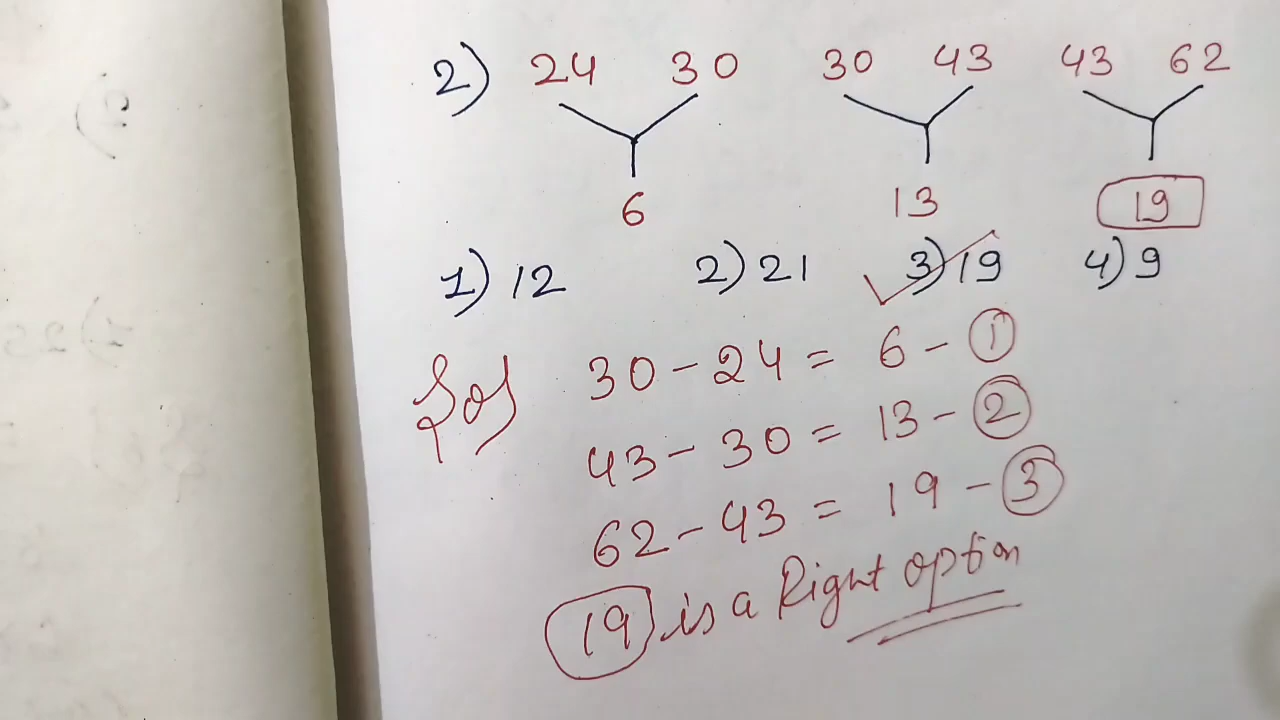 2) 24 30 30 43 43 62
6 13 19
1) 12 2) 21 3) 19 4) 9
Sol 30 - 24 = 6 - 1
43 - 30 = 13 - 2
62 - 43 = 19 - 3
19 is a Right option